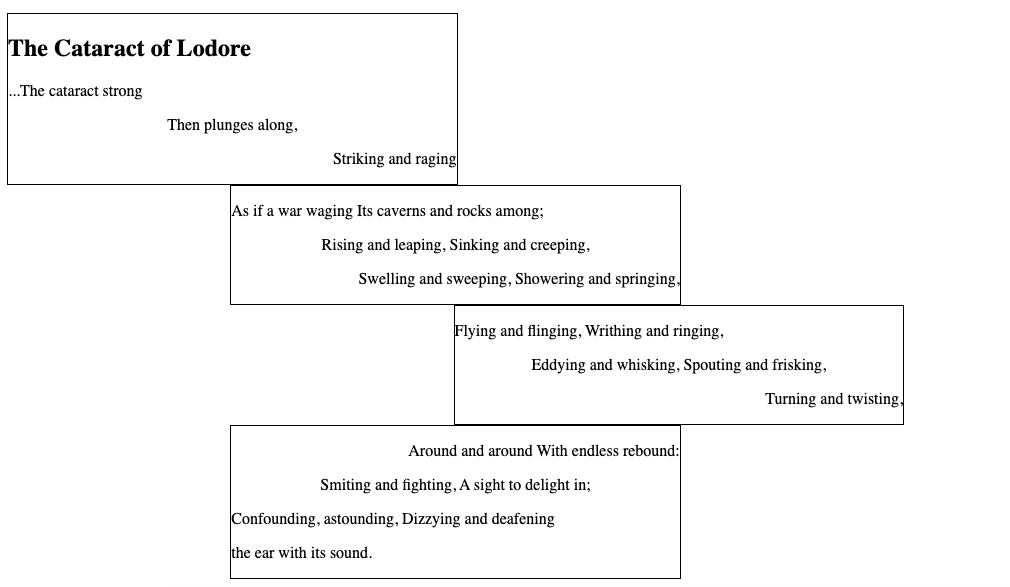 The Cataract of Lodore
...The cataract strong
Then plunges along,
Striking and raging
As if a war waging Its caverns and rocks among;
Rising and leaping, Sinking and creeping,
Swelling and sweeping, Showering and springing,
Flying and flinging, Writhing and ringing,
Eddying and whisking, Spouting and frisking,
Turning and twisting,
Around and around With endless rebound:
Smiting and fighting, A sight to delight in;
Confounding, astounding, Dizzying and deafening
the ear with its sound.